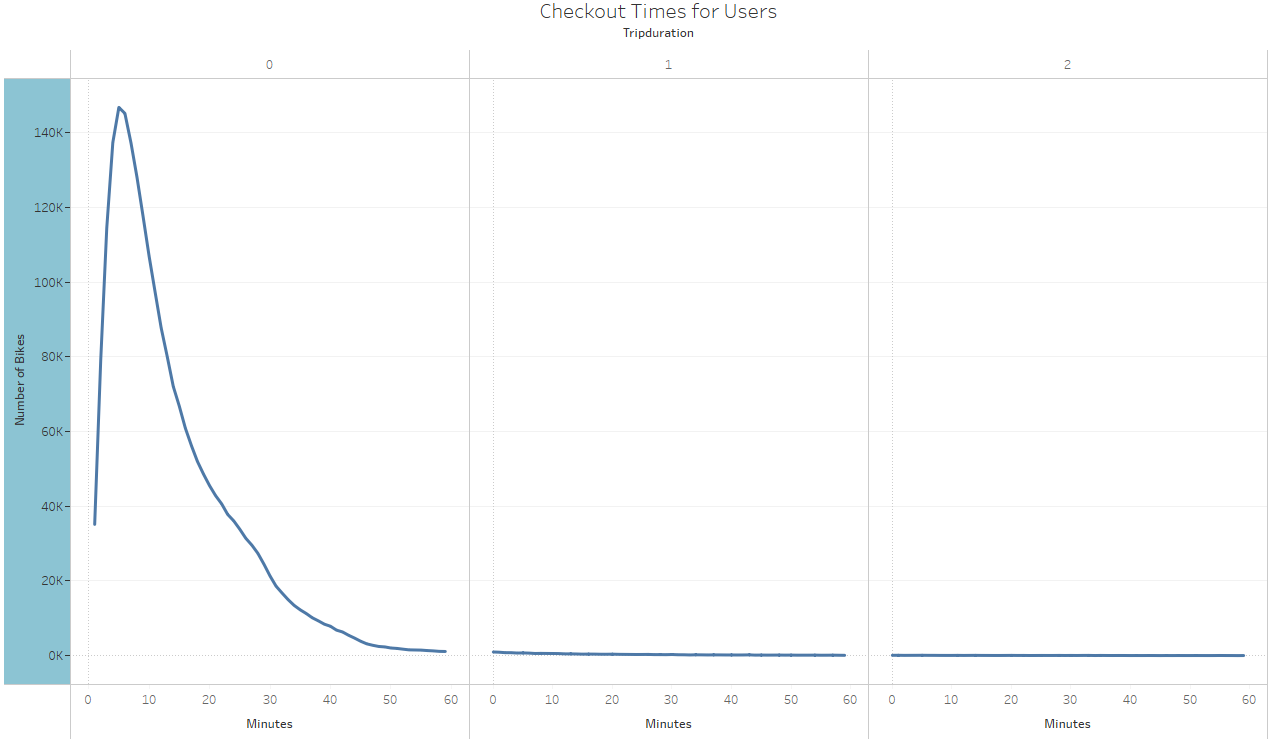 Checkout Times for Users
Tripduration
0 1 2
Number of Bikes
140K
120K
100K
80K
60K
40K
20K
0K
0 10 20 30 40 50 60 0 10 20 30 40 50 60 0 10 20 30 40 50 60
Minutes Minutes Minutes